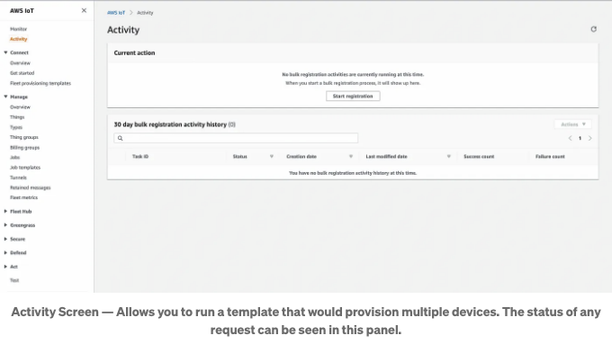 AWS IoT
Monitor
Activity
Connect
Overview
Get started
Fleet provisioning templates
Manage
Overview
Things
Types
Thing groups
Billing groups
Jobs
Job templates
Tunnels
Retained messages
Fleet metrics
Fleet Hub
Greengrass
Secure
Defend
Act
Test
AWS IoT > Activity
Activity
Current action
No bulk registration activities are currently running at this time.
When you start a bulk registration process, it will show up here.
Start registration
30 day bulk registration activity history (0)
Actions
1
Task ID Status Creation date Last modified date Success count Failure count
You have no bulk registration activity history at this time.
Activity Screen — Allows you to run a template that would provision multiple devices. The status of any
request can be seen in this panel.